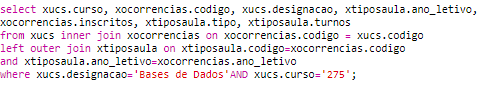 select xucs.curso, xocorrencias.codigo, xucs.designacao, xtiposaula.ano_letivo,
xocorrencias.inscritos, xtiposaula.tipo, xtiposaula.turnos
from xucs inner join xocorrencias on xocorrencias.codigo = xucs.codigo
left outer join xtiposaula on xtiposaula.codigo=xocorrencias.codigo
and xtiposaula.ano_letivo=xocorrencias.ano_letivo
where xucs.designacao='Bases de Dados'AND xucs.curso='275';